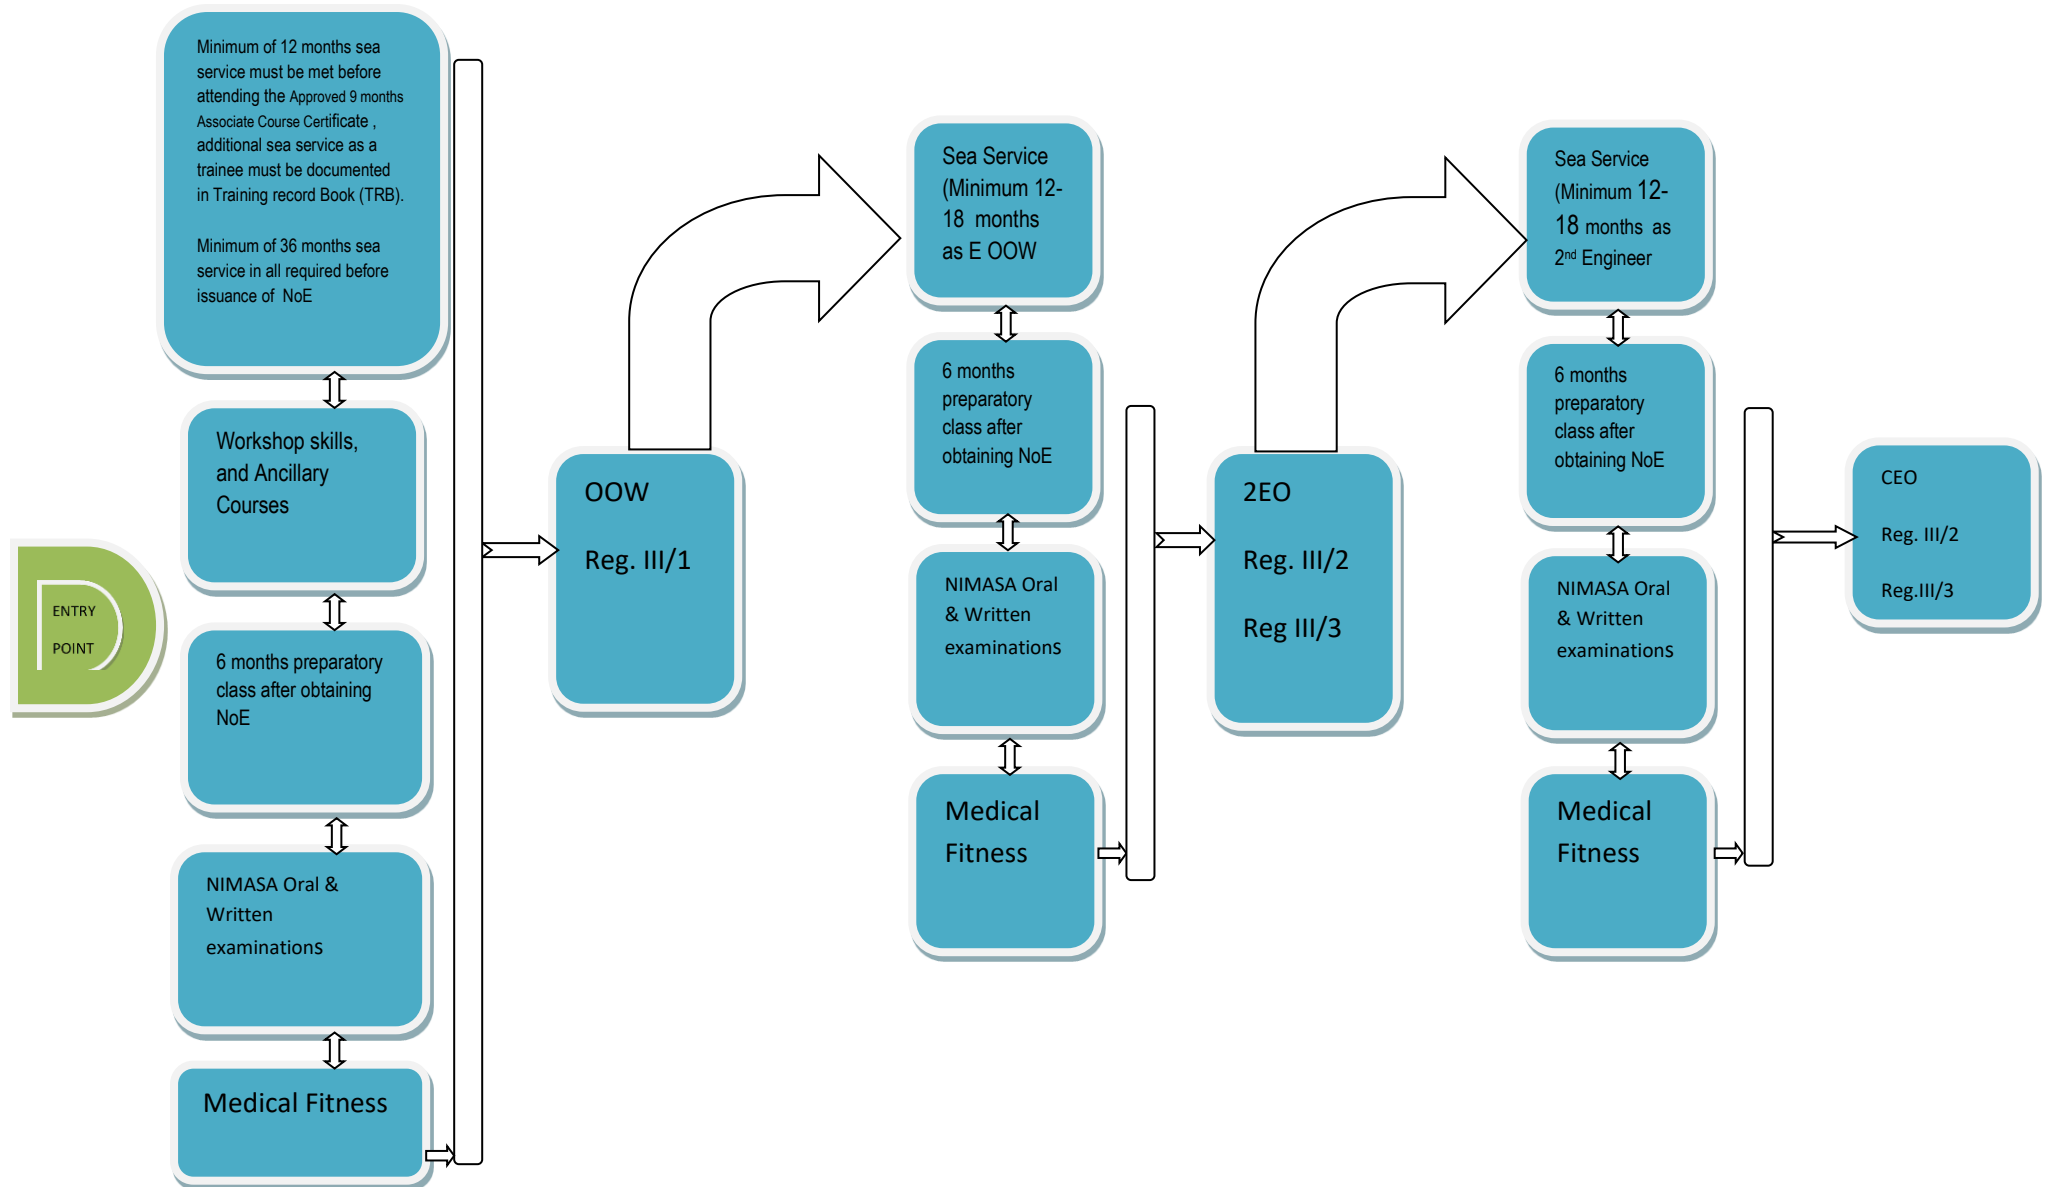 Minimum of 12 months sea
service must be met before
attending the Approved 9 months
Associate Course Certificate ,
additional sea service as a
trainee must be documented
in Training record Book (TRB).
Minimum of 36 months sea
service in all required before
issuance of NoE
Workshop skills,
and Ancillary
Courses
ENTRY
POINT
6 months preparatory
class after obtaining
NoE
NIMASA Oral &
Written
examinations
Medical Fitness
OOW
Reg. III/1
Sea Service
(Minimum 12-
18 months
as E OOW
6 months
preparatory
class after
obtaining NoE
NIMASA Oral
& Written
examinations
Medical
Fitness
2EO
Reg. III/2
Reg III/3
Sea Service
(Minimum 12-
18 months as
2nd Engineer
6 months
preparatory
class after
obtaining NoE
NIMASA Oral
& Written
examinations
Medical
Fitness
CEO
Reg. III/2
Reg.III/3